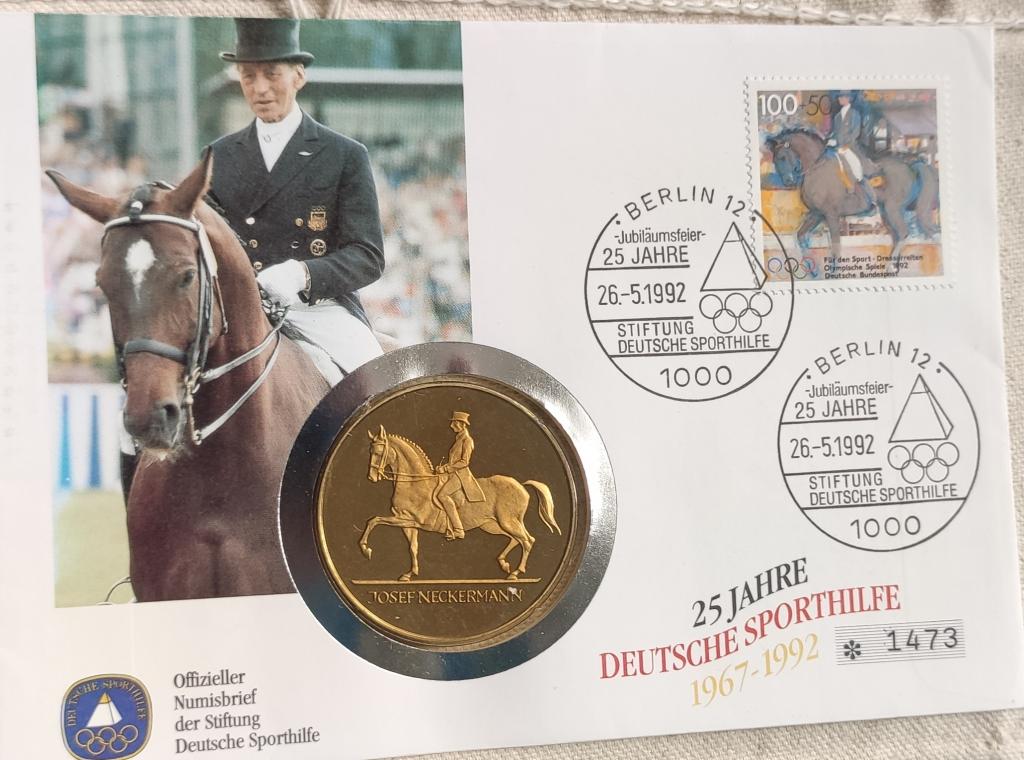 100+50
Für den Sport · Dressurreiten
Olympische Spiele 1992
Deutsche Bundespost
· BERLIN 12 ·
-Jubiläumsfeier-
25 JAHRE
26.-5.1992
STIFTUNG
DEUTSCHE SPORTHILFE
1000
· BERLIN 12 ·
-Jubiläumsfeier-
25 JAHRE
26.-5.1992
STIFTUNG
DEUTSCHE SPORTHILFE
1000
JOSEF NECKERMANN
25 JAHRE
DEUTSCHE SPORTHILFE
1967-1992
* 1473
DEUTSCHE SPORTHILFE
Offizieller
Numisbrief
der Stiftung
Deutsche Sporthilfe